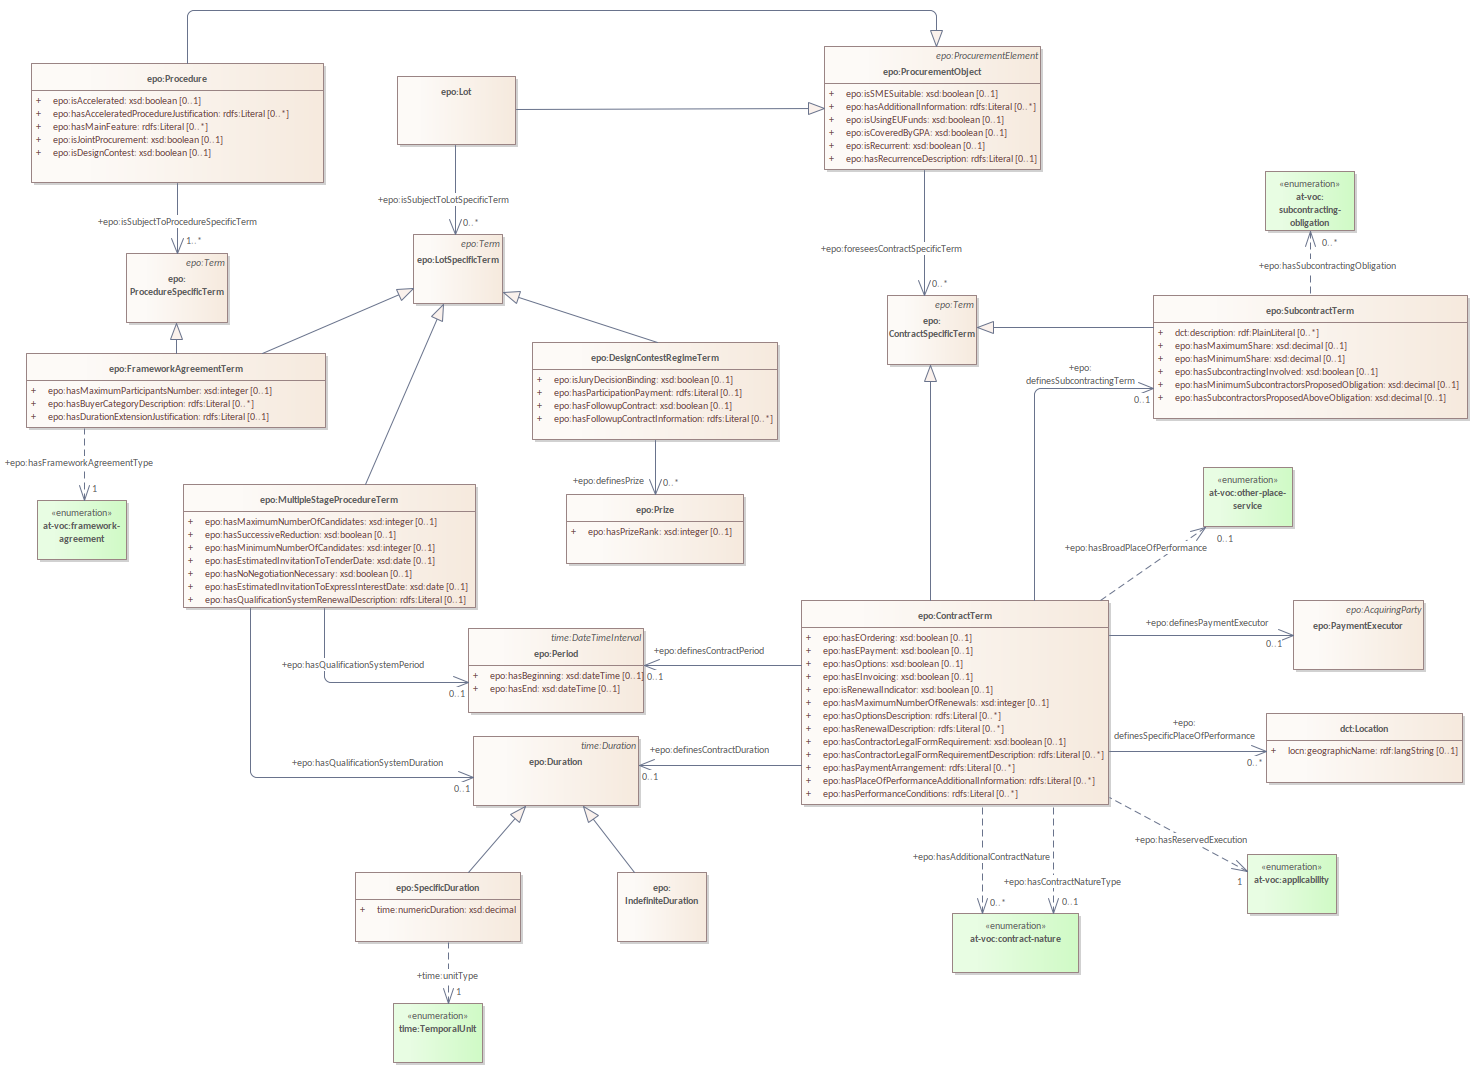 epo:Procedure
+ epo:isAccelerated: xsd:boolean [0..1]
+ epo:hasAcceleratedProcedureJustification: rdfs:Literal [0..*]
+ epo:hasMainFeature: rdfs:Literal [0..*]
+ epo:isJointProcurement: xsd:boolean [0..1]
+ epo:isDesignContest: xsd:boolean [0..1]
epo:Lot
epo:ProcurementElement
epo:ProcurementObject
+ epo:isSMESuitable: xsd:boolean [0..1]
+ epo:hasAdditionalInformation: rdfs:Literal [0..*]
+ epo:isUsingEUFunds: xsd:boolean [0..1]
+ epo:isCoveredByGPA: xsd:boolean [0..1]
+ epo:isRecurrent: xsd:boolean [0..1]
+ epo:hasRecurrenceDescription: rdfs:Literal [0..1]
+epo:isSubjectToProcedureSpecificTerm
1..*
+epo:isSubjectToLotSpecificTerm
0..*
+epo:foreseesContractSpecificTerm
0..*
«enumeration»
at-voc:
subcontracting-
obligation
0..*
+epo:hasSubcontractingObligation
epo:Term
epo:
ProcedureSpecificTerm
epo:Term
epo:LotSpecificTerm
epo:Term
epo:
ContractSpecificTerm
epo:SubcontractTerm
+ dct:description: rdf:PlainLiteral [0..*]
+ epo:hasMaximumShare: xsd:decimal [0..1]
+ epo:hasMinimumShare: xsd:decimal [0..1]
+ epo:hasSubcontractingInvolved: xsd:boolean [0..1]
+ epo:hasMinimumSubcontractorsProposedObligation: xsd:decimal [0..1]
+ epo:hasSubcontractorsProposedAboveObligation: xsd:decimal [0..1]
+epo:
definesSubcontractingTerm
0..1
epo:FrameworkAgreementTerm
+ epo:hasMaximumParticipantsNumber: xsd:integer [0..1]
+ epo:hasBuyerCategoryDescription: rdfs:Literal [0..*]
+ epo:hasDurationExtensionJustification: rdfs:Literal [0..1]
epo:DesignContestRegimeTerm
+ epo:isJuryDecisionBinding: xsd:boolean [0..1]
+ epo:hasParticipationPayment: rdfs:Literal [0..1]
+ epo:hasFollowupContract: xsd:boolean [0..1]
+ epo:hasFollowupContractInformation: rdfs:Literal [0..*]
+epo:hasFrameworkAgreementType
1
«enumeration»
at-voc:framework-
agreement
+epo:definesPrize
0..*
epo:Prize
+ epo:hasPrizeRank: xsd:integer [0..1]
epo:MultipleStageProcedureTerm
+ epo:hasMaximumNumberOfCandidates: xsd:integer [0..1]
+ epo:hasSuccessiveReduction: xsd:boolean [0..1]
+ epo:hasMinimumNumberOfCandidates: xsd:integer [0..1]
+ epo:hasEstimatedInvitationToTenderDate: xsd:date [0..1]
+ epo:hasNoNegotiationNecessary: xsd:boolean [0..1]
+ epo:hasEstimatedInvitationToExpressInterestDate: xsd:date [0..1]
+ epo:hasQualificationSystemRenewalDescription: rdfs:Literal [0..1]
«enumeration»
at-voc:other-place-
service
0..1
+epo:hasBroadPlaceOfPerformance
+epo:hasQualificationSystemPeriod
0..1
time:DateTimeInterval
epo:Period
+ epo:hasBeginning: xsd:dateTime [0..1]
+ epo:hasEnd: xsd:dateTime [0..1]
+epo:definesContractPeriod
0..1
epo:ContractTerm
+ epo:hasEOrdering: xsd:boolean [0..1]
+ epo:hasEPayment: xsd:boolean [0..1]
+ epo:hasOptions: xsd:boolean [0..1]
+ epo:hasEInvoicing: xsd:boolean [0..1]
+ epo:isRenewalIndicator: xsd:boolean [0..1]
+ epo:hasMaximumNumberOfRenewals: xsd:integer [0..1]
+ epo:hasOptionsDescription: rdfs:Literal [0..*]
+ epo:hasRenewalDescription: rdfs:Literal [0..*]
+ epo:hasContractorLegalFormRequirement: xsd:boolean [0..1]
+ epo:hasContractorLegalFormRequirementDescription: rdfs:Literal [0..*]
+ epo:hasPaymentArrangement: rdfs:Literal [0..*]
+ epo:hasPlaceOfPerformanceAdditionalInformation: rdfs:Literal [0..*]
+ epo:hasPerformanceConditions: rdfs:Literal [0..*]
+epo:definesPaymentExecutor
0..1
epo:AcquiringParty
epo:PaymentExecutor
+epo:
definesSpecificPlaceOfPerformance
0..*
dct:Location
+ locn:geographicName: rdf:langString [0..1]
+epo:hasQualificationSystemDuration
0..1
time:Duration
epo:Duration
+epo:definesContractDuration
0..1
+epo:hasReservedExecution
1
«enumeration»
at-voc:applicability
+epo:hasAdditionalContractNature
0..*
+epo:hasContractNatureType
0..1
«enumeration»
at-voc:contract-nature
epo:SpecificDuration
+ time:numericDuration: xsd:decimal
epo:
IndefiniteDuration
+time:unitType
1
«enumeration»
time:TemporalUnit